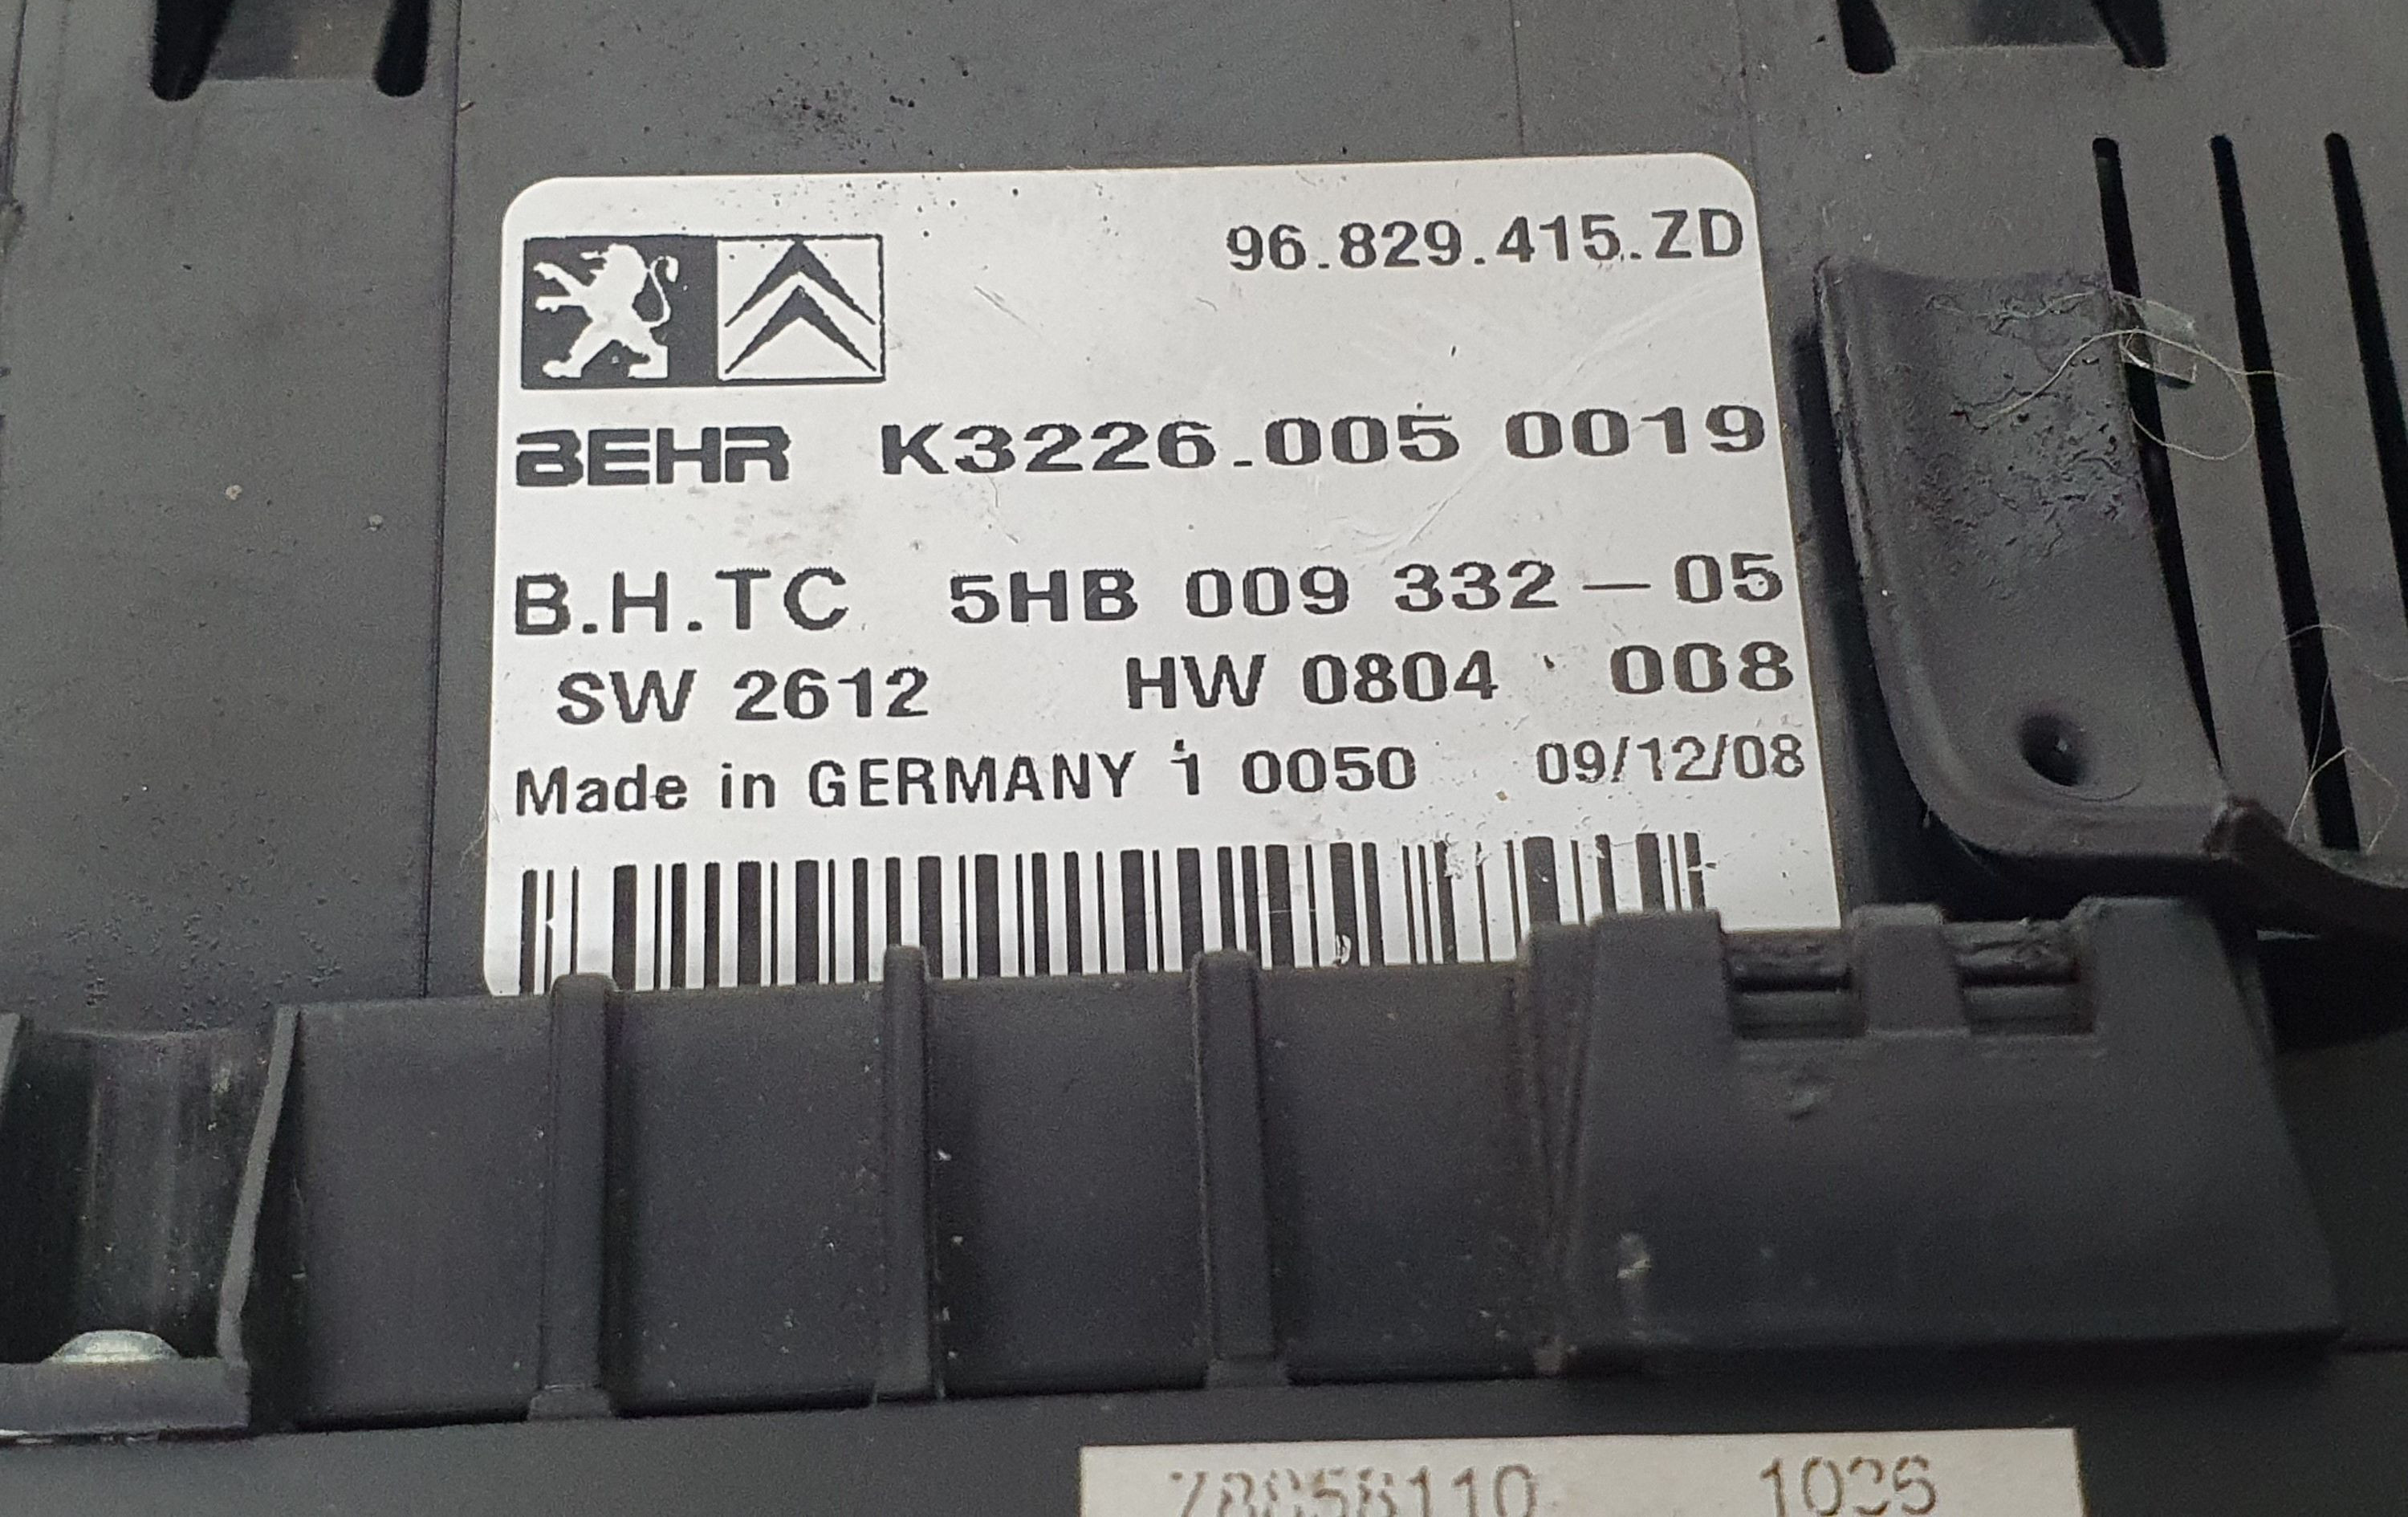 96.829.415.ZD
BEHR K3226.005 0019
B.H.TC 5HB 009 332-05
SW 2612 HW 0804 008
Made in GERMANY 1 0050 09/12/08